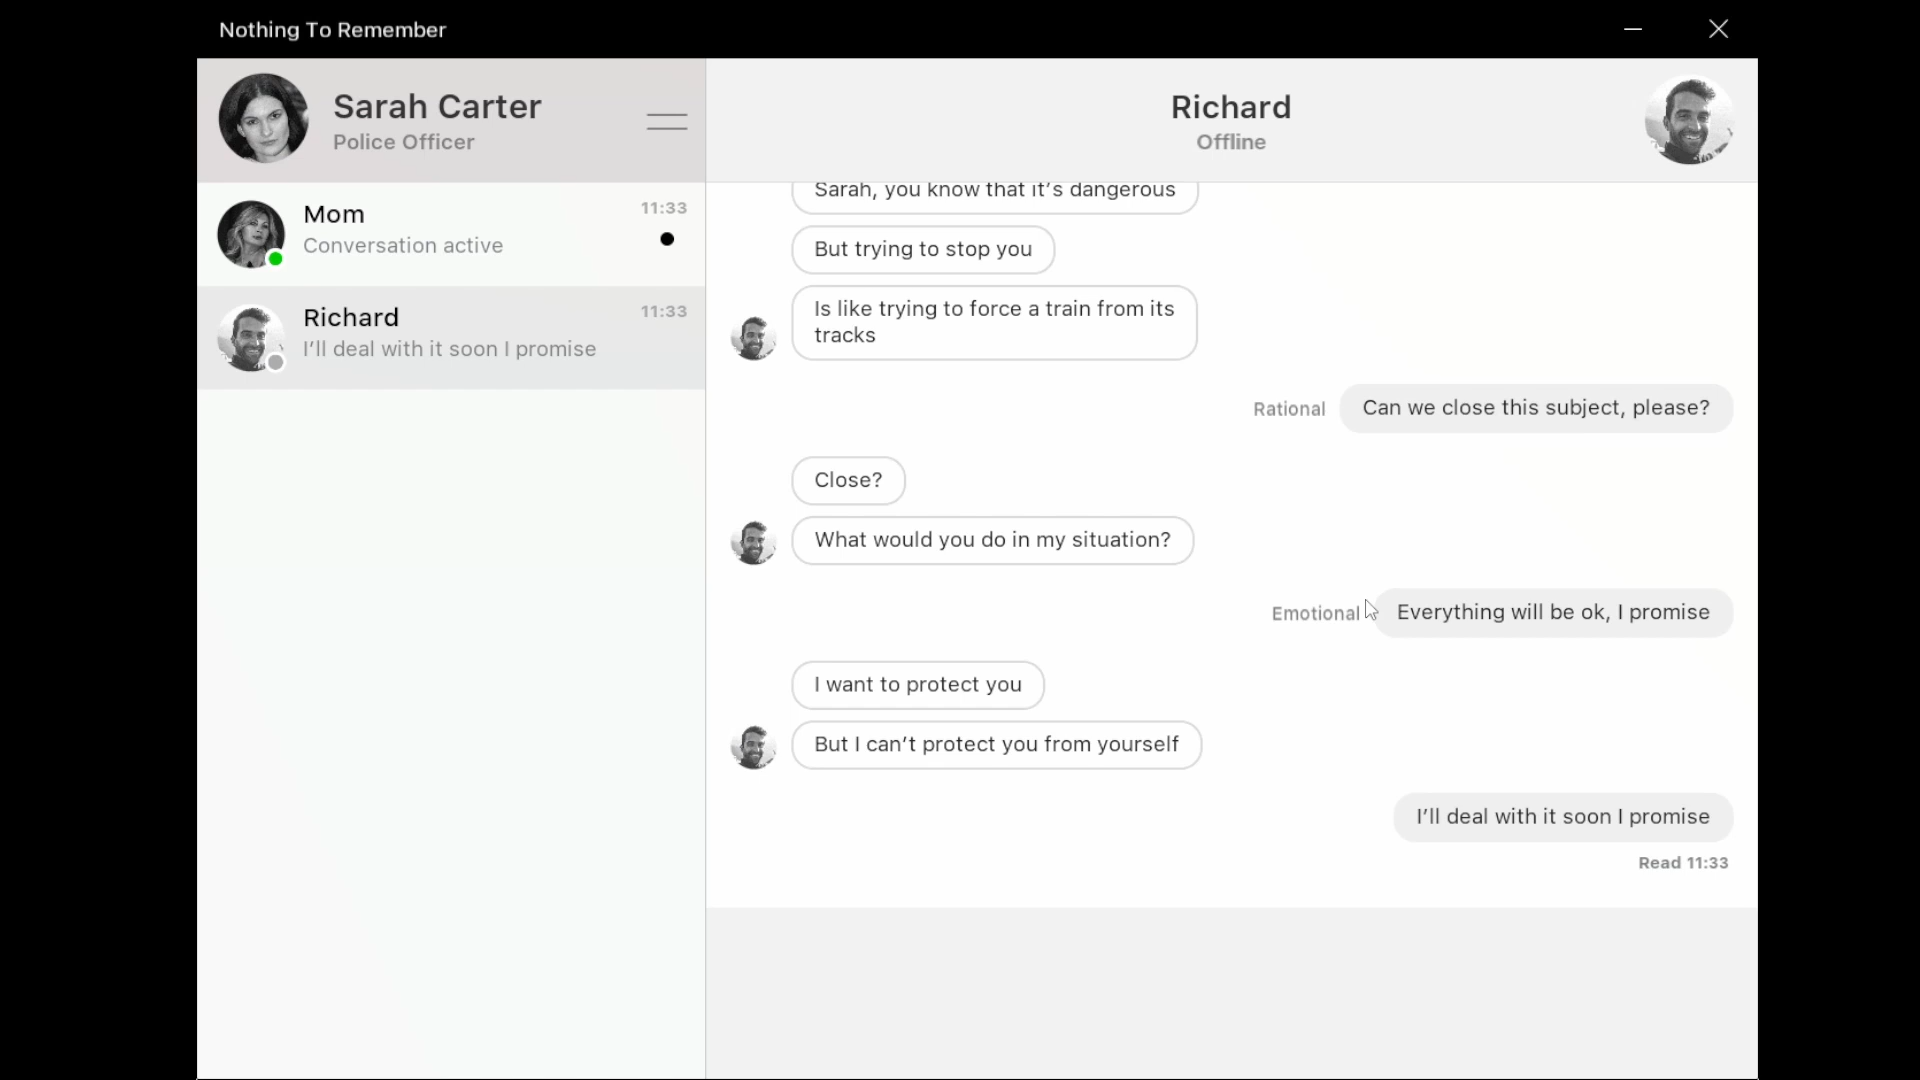 Nothing To Remember
Sarah Carter
Police Officer
Mom
11:33
Conversation active
Richard
11:33
I’ll deal with it soon I promise
Richard
Offline
Sarah, you know that it’s dangerous
But trying to stop you
Is like trying to force a train from its
tracks
Rational
Can we close this subject, please?
Close?
What would you do in my situation?
Emotional
Everything will be ok, I promise
I want to protect you
But I can’t protect you from yourself
I’ll deal with it soon I promise
Read 11:33